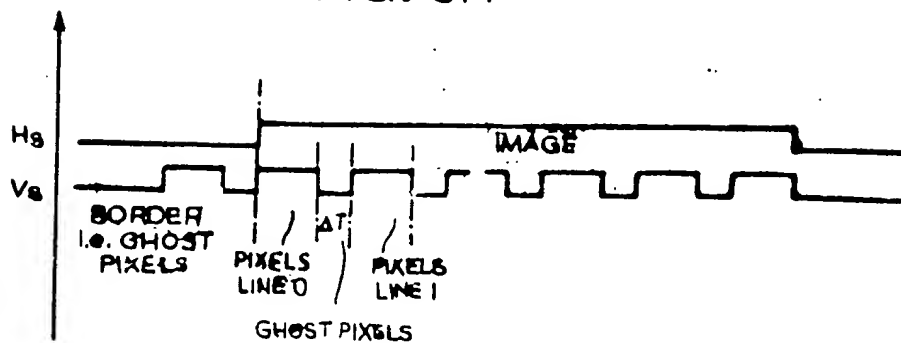 Hs
IMAGE
Vs
BORDER
i.e. GHOST
PIXELS
ΔT
PIXELS
LINE 0
PIXELS
LINE 1
GHOST PIXELS